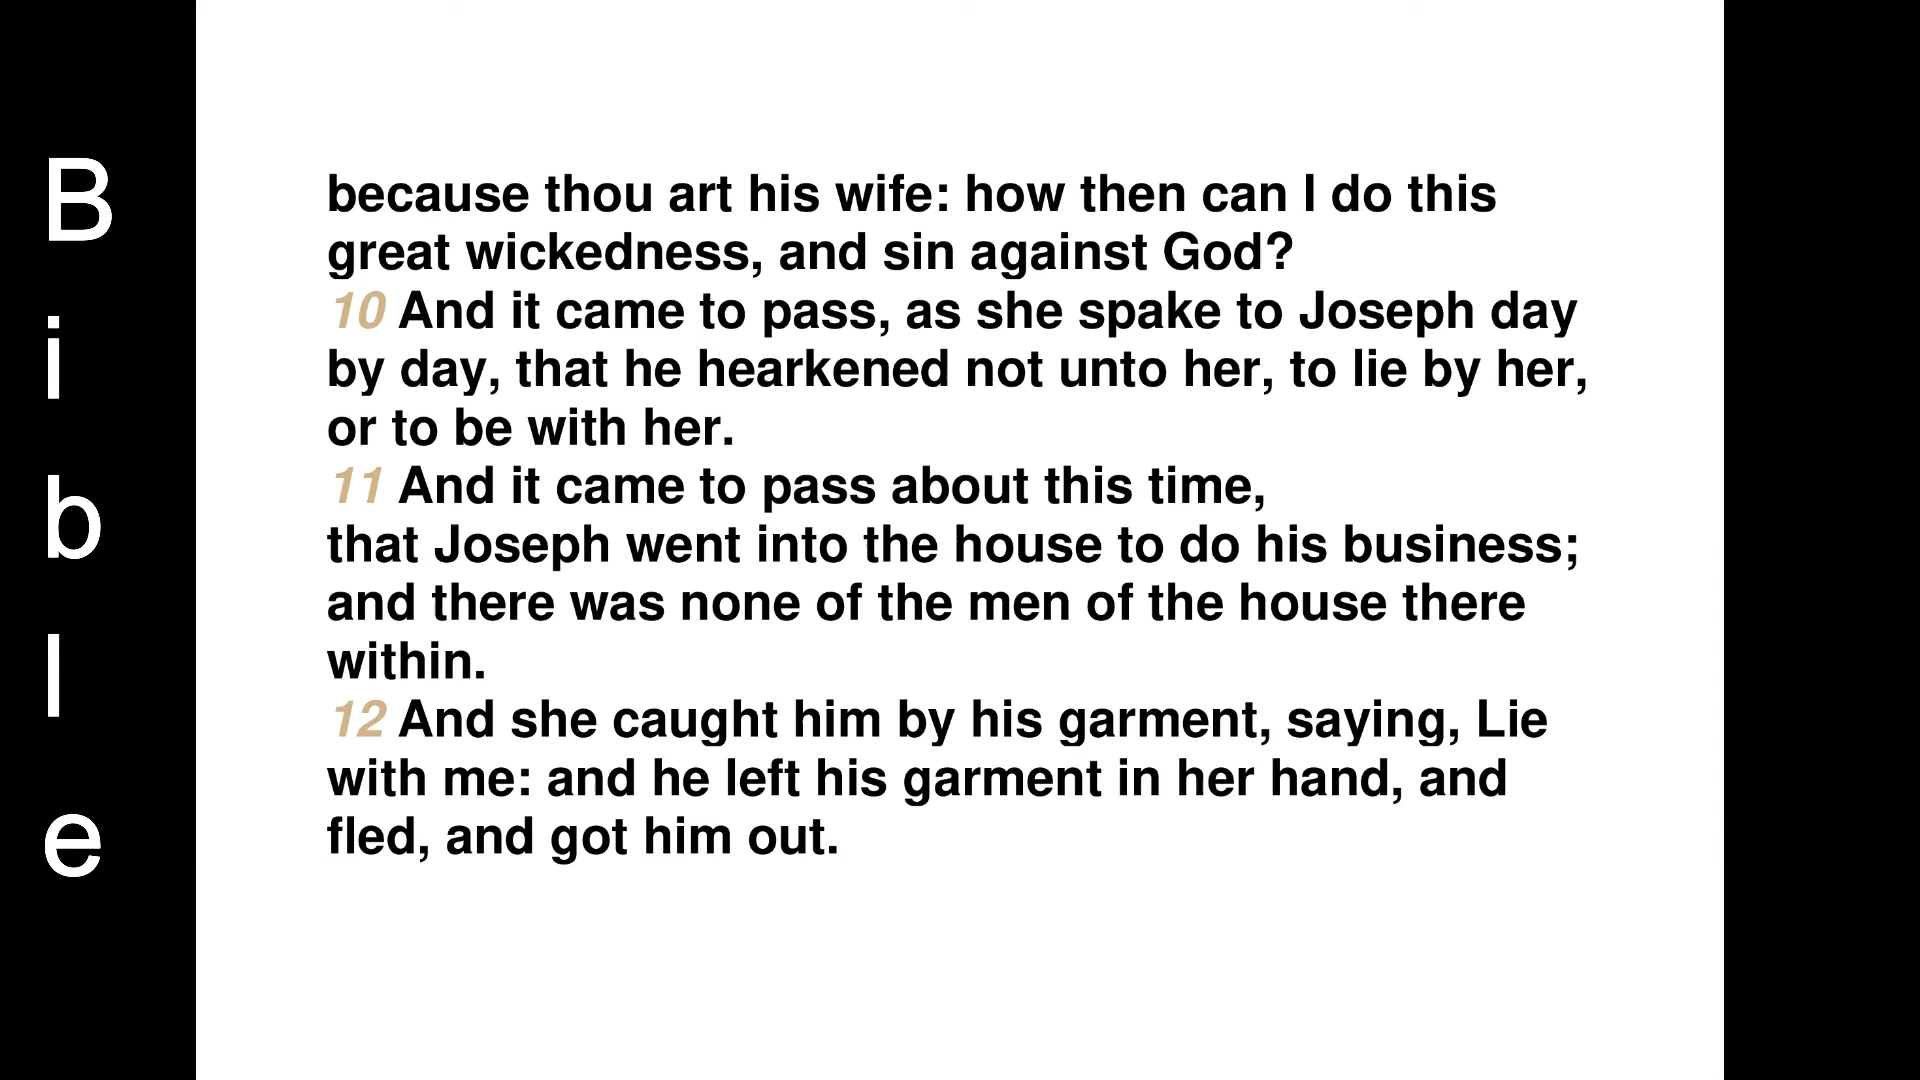 B
i
b
l
e
because thou art his wife: how then can I do this
great wickedness, and sin against God?
10 And it came to pass, as she spake to Joseph day
by day, that he hearkened not unto her, to lie by her,
or to be with her.
11 And it came to pass about this time,
that Joseph went into the house to do his business;
and there was none of the men of the house there
within.
12 And she caught him by his garment, saying, Lie
with me: and he left his garment in her hand, and
fled, and got him out.